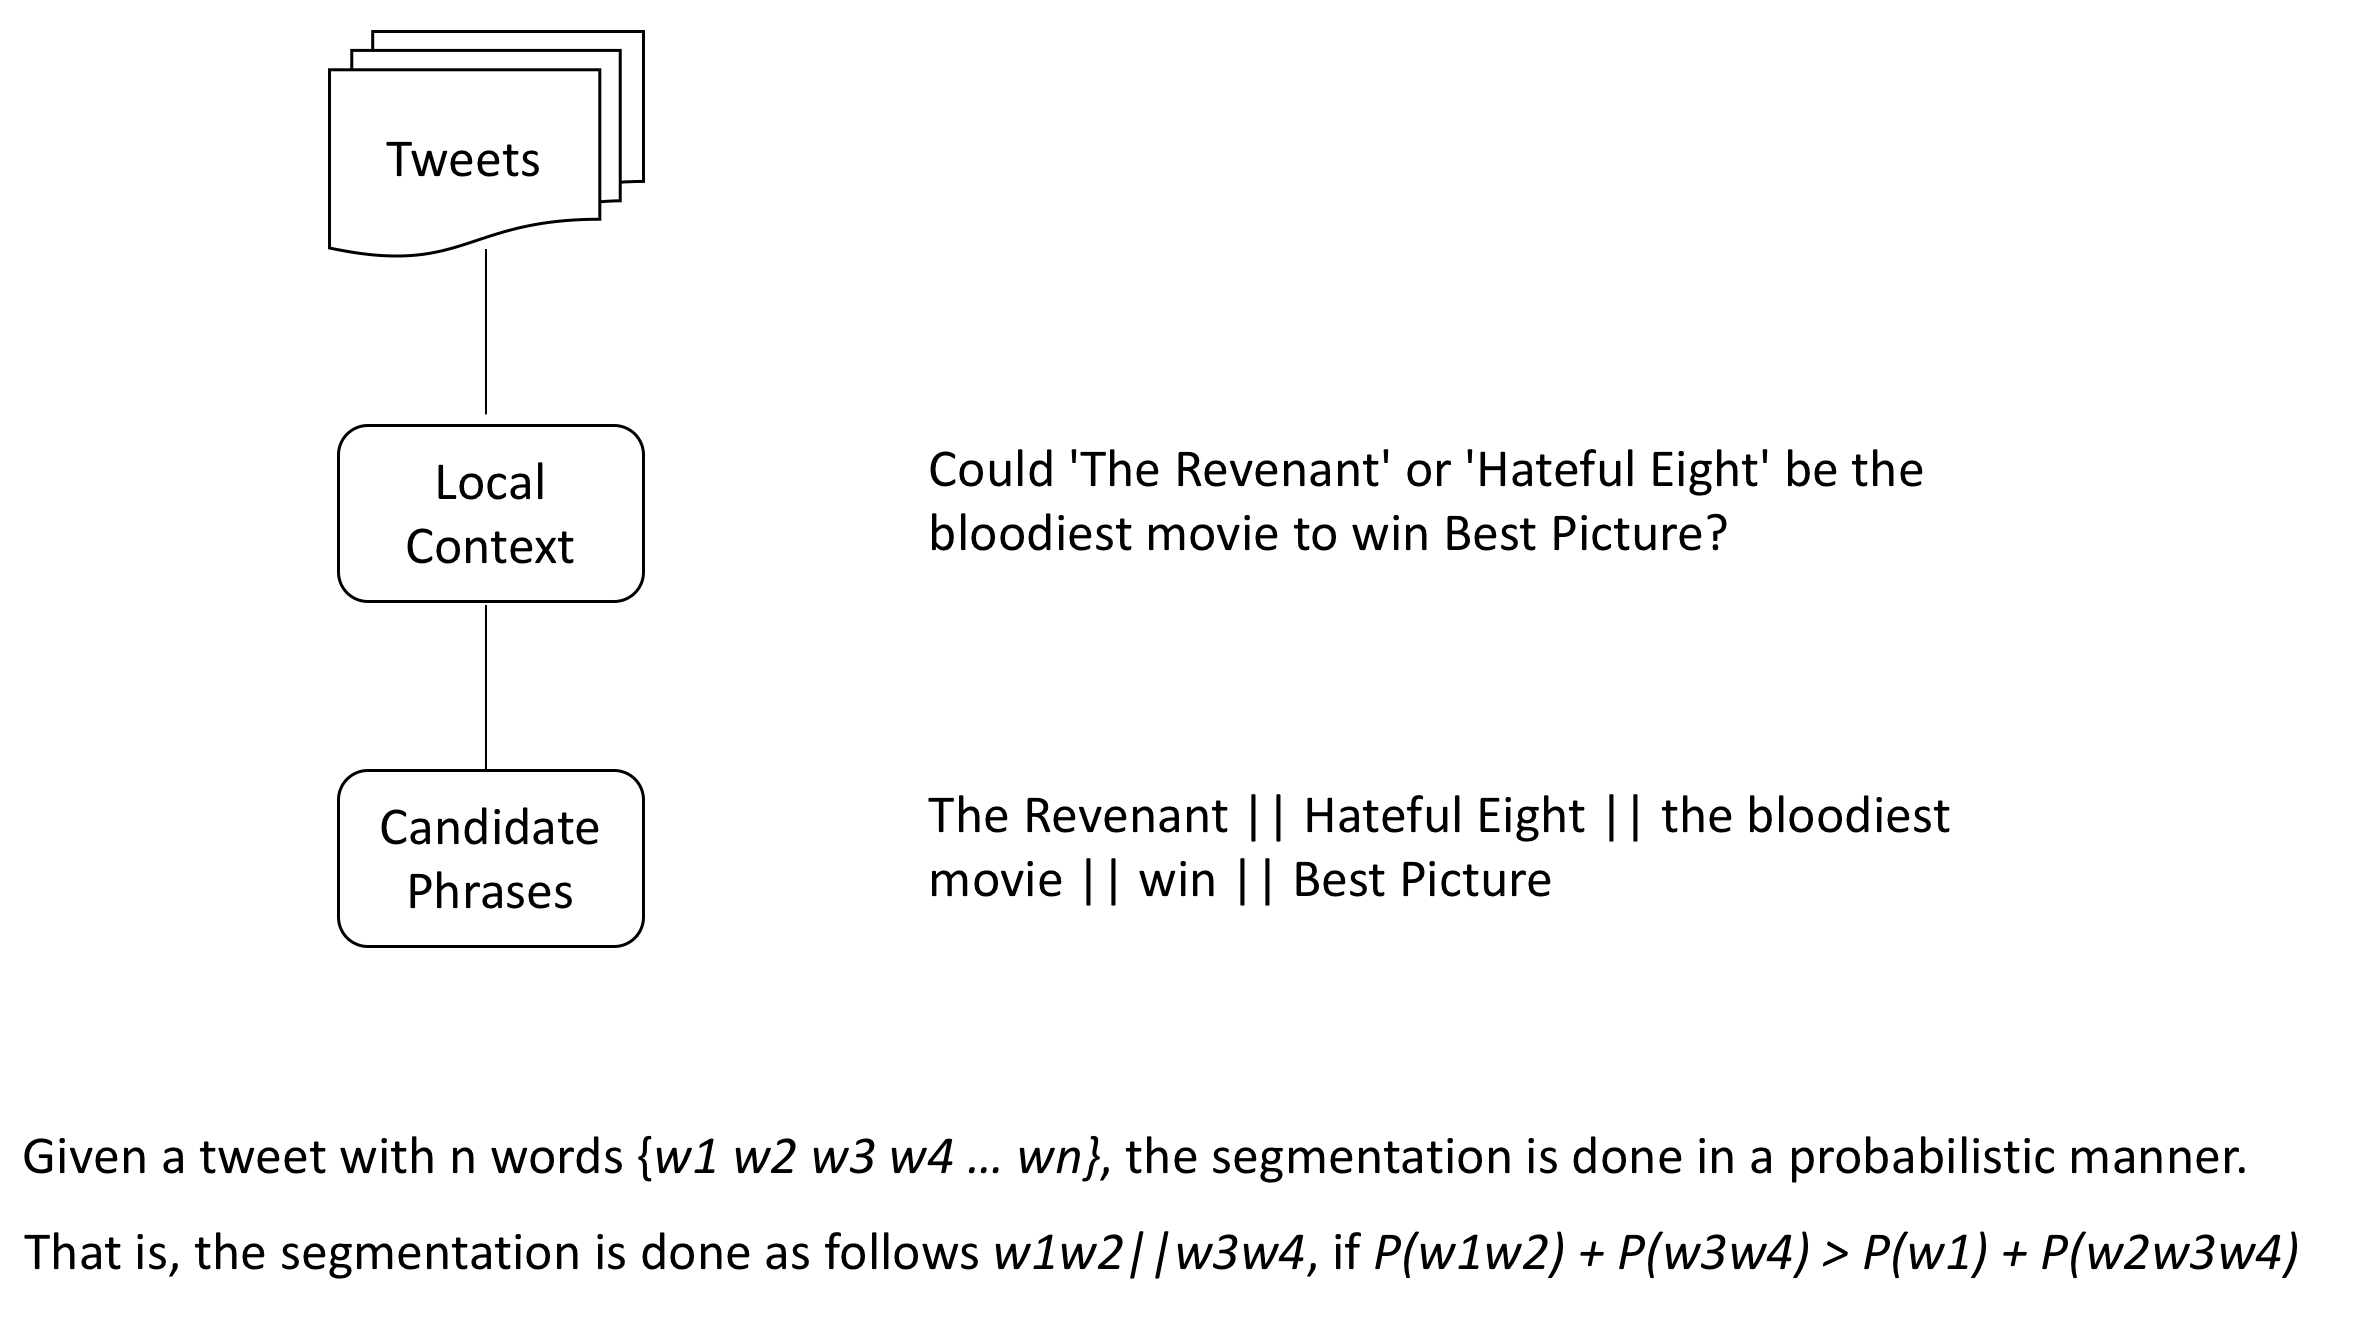 Tweets
Local
Context
Could 'The Revenant' or 'Hateful Eight' be the
bloodiest movie to win Best Picture?
Candidate
Phrases
The Revenant || Hateful Eight || the bloodiest
movie || win || Best Picture
Given a tweet with n words {w1 w2 w3 w4 … wn}, the segmentation is done in a probabilistic manner.
That is, the segmentation is done as follows w1w2||w3w4, if P(w1w2) + P(w3w4) > P(w1) + P(w2w3w4)